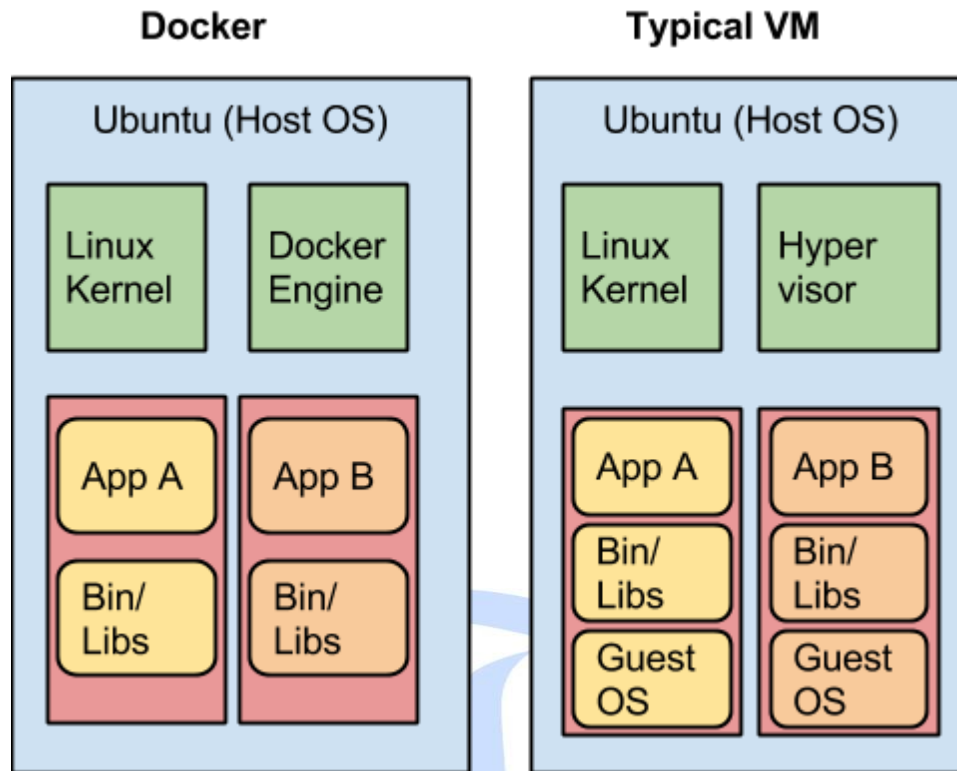 Docker
Ubuntu (Host OS)
Linux
Kernel
Docker
Engine
App A
App B
Bin/
Libs
Bin/
Libs
Typical VM
Ubuntu (Host OS)
Linux
Kernel
Hyper
visor
App A
App B
Bin/
Libs
Bin/
Libs
Guest
OS
Guest
OS